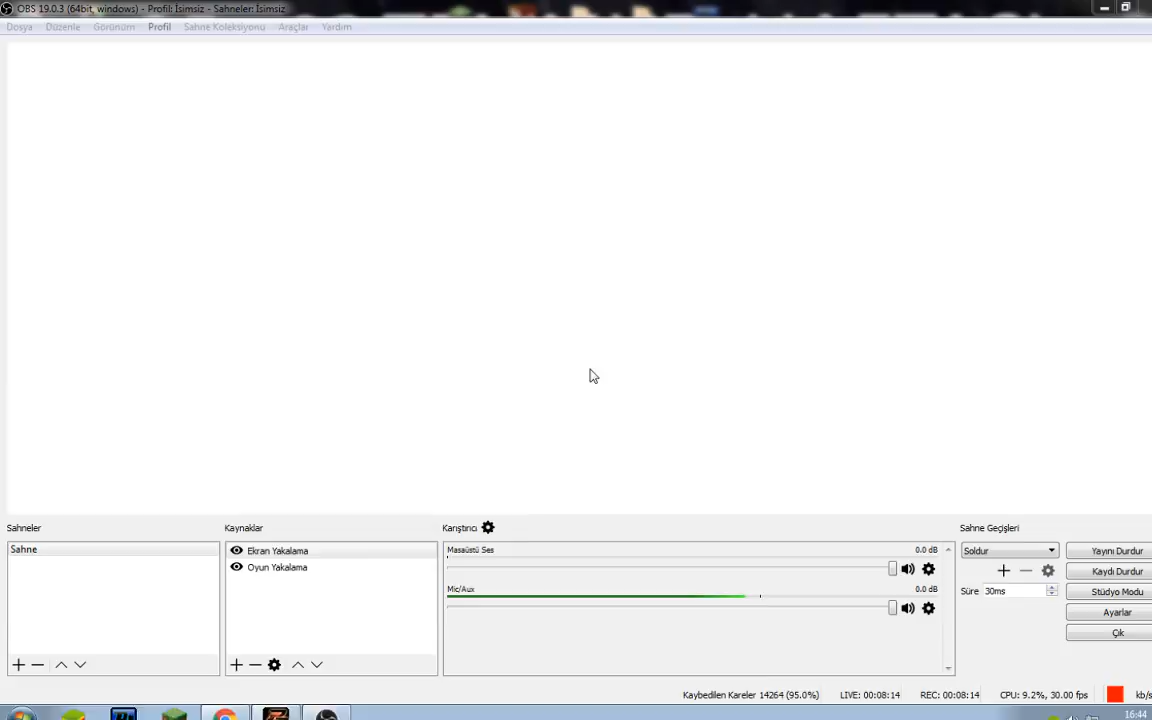 OBS 19.0.3 (64bit, windows) - Profil: İsimsiz - Sahneler: İsimsiz
Dosya Düzenle Görünüm Profil Sahne Koleksiyonu Araçlar Yardım
Sahneler
Sahne
Kaynaklar
Ekran Yakalama
Oyun Yakalama
Karıştırıcı
Masaüstü Ses 0.0 dB
Mic/Aux 0.0 dB
Sahne Geçişleri
Soldur
Süre 30ms
Yayını Durdur
Kaydı Durdur
Stüdyo Modu
Ayarlar
Çık
Kaybedilen Kareler 14264 (95.0%) LIVE: 00:08:14 REC: 00:08:14 CPU: 9.2%, 30.00 fps kb/s
16:44